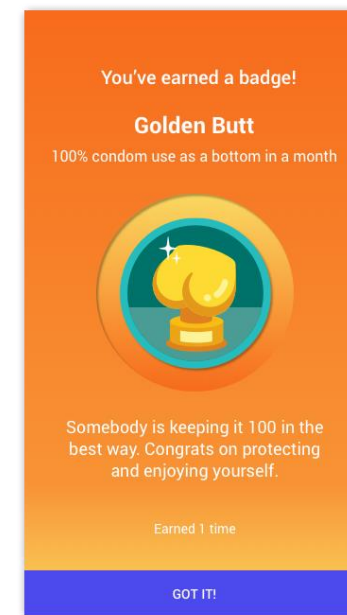 You've earned a badge!
Golden Butt
100% condom use as a bottom in a month
Somebody is keeping it 100 in the
best way. Congrats on protecting
and enjoying yourself.
Earned 1 time
GOT IT!